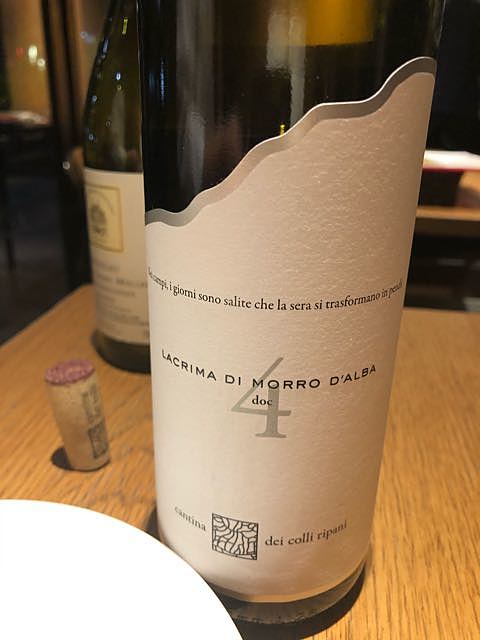 campi, i giorni sono salite che la sera si trasformano in pendii
LACRIMA DI MORRO D'ALBA
4
doc
cantina dei colli ripani